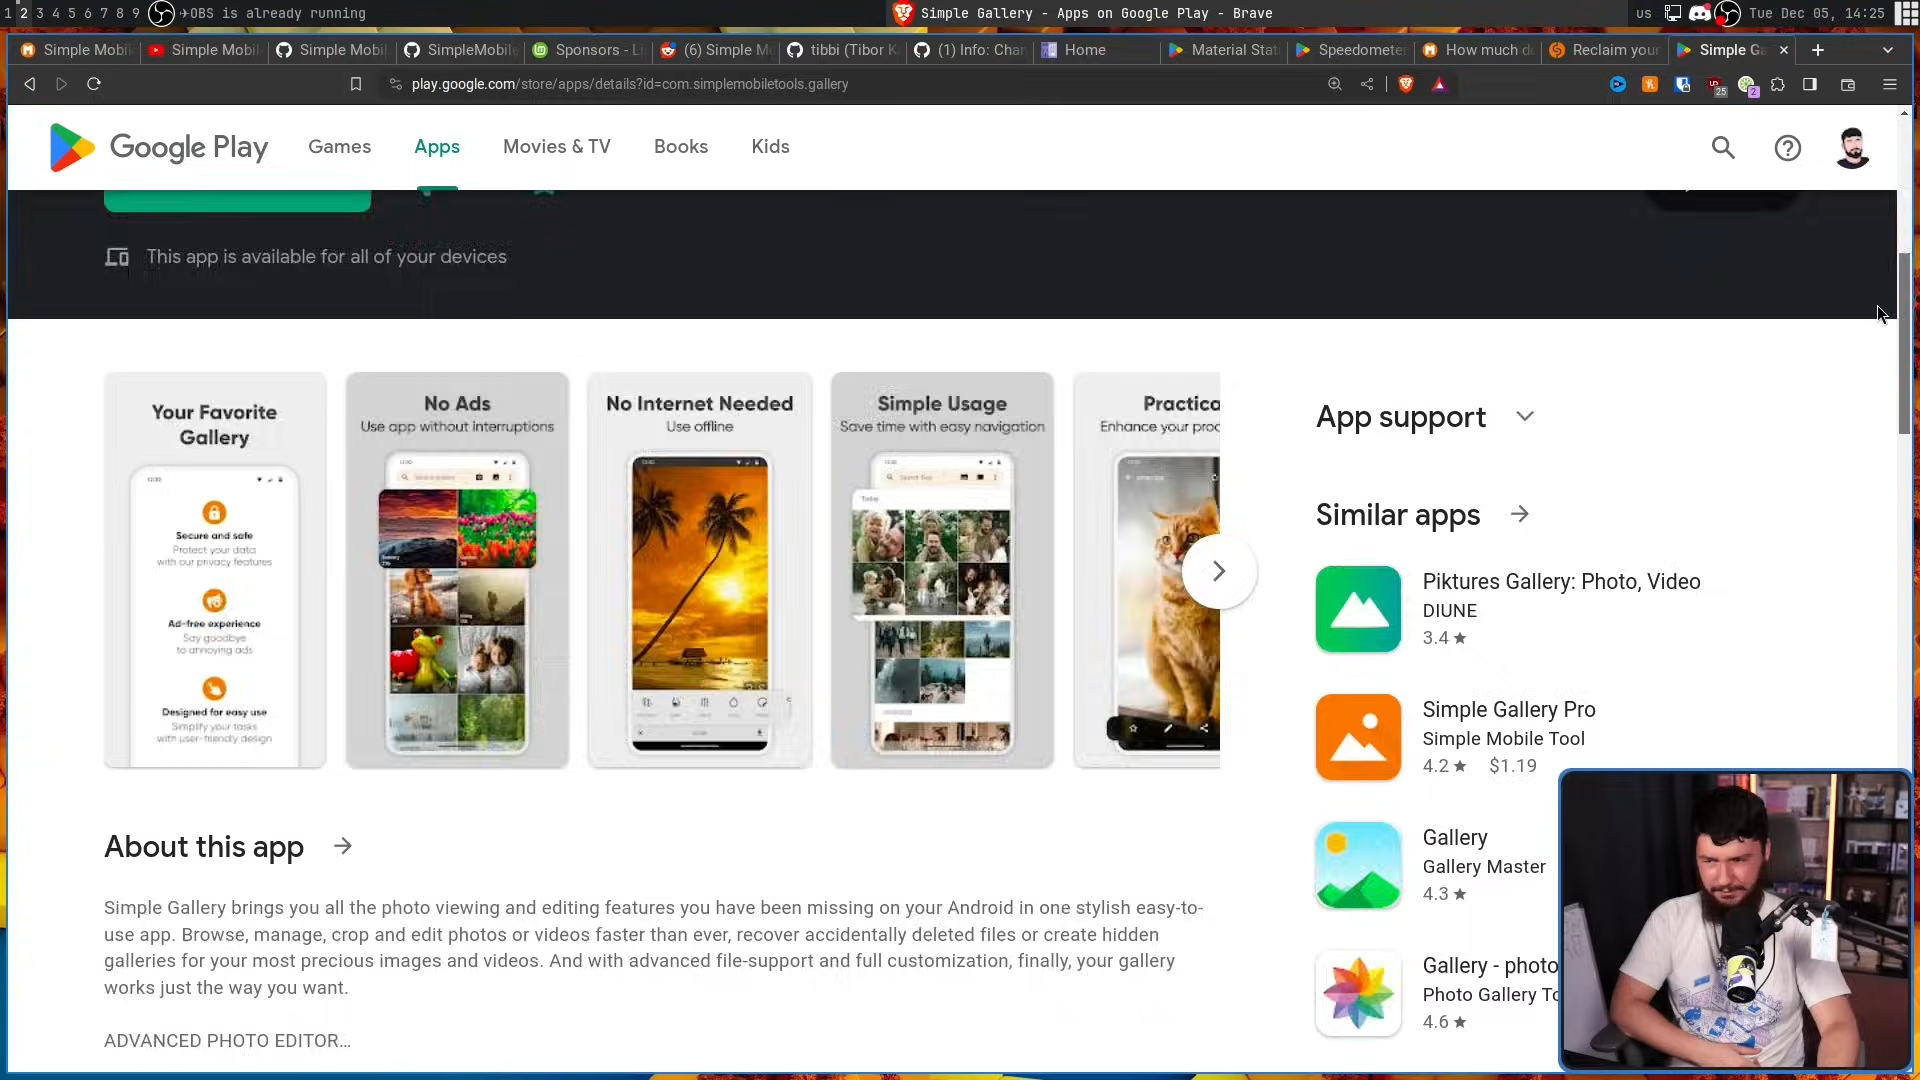 1 2 3 4 5 6 7 8 9
OBS is already running
Simple Gallery - Apps on Google Play - Brave
us
Tue Dec 05, 14:25
Simple Mobi
Simple Mobil
Simple Mobil
SimpleMobile
Sponsors - Li
(6) Simple M
tibbi (Tibor K
(1) Info: Chan
Home
Material Stat
Speedometer
How much d
Reclaim your
Simple Ga
play.google.com/store/apps/details?id=com.simplemobiletools.gallery
25
2
Google Play
Games
Apps
Movies & TV
Books
Kids
This app is available for all of your devices
Your Favorite
Gallery
Secure and safe
Protect your data
with our privacy features
Ad-free experience
Say goodbye
to annoying ads
Designed for easy use
Simplify your tasks
with user-friendly design
No Ads
Use app without interruptions
No Internet Needed
Use offline
Simple Usage
Save time with easy navigation
Today
Practica
Enhance your proc
App support
Similar apps
Piktures Gallery: Photo, Video
DIUNE
3.4 ★
Simple Gallery Pro
Simple Mobile Tool
4.2 ★ $1.19
Gallery
Gallery Master
4.3 ★
Gallery - photo
Photo Gallery To
4.6 ★
About this app
Simple Gallery brings you all the photo viewing and editing features you have been missing on your Android in one stylish easy-to-
use app. Browse, manage, crop and edit photos or videos faster than ever, recover accidentally deleted files or create hidden
galleries for your most precious images and videos. And with advanced file-support and full customization, finally, your gallery
works just the way you want.
ADVANCED PHOTO EDITOR…